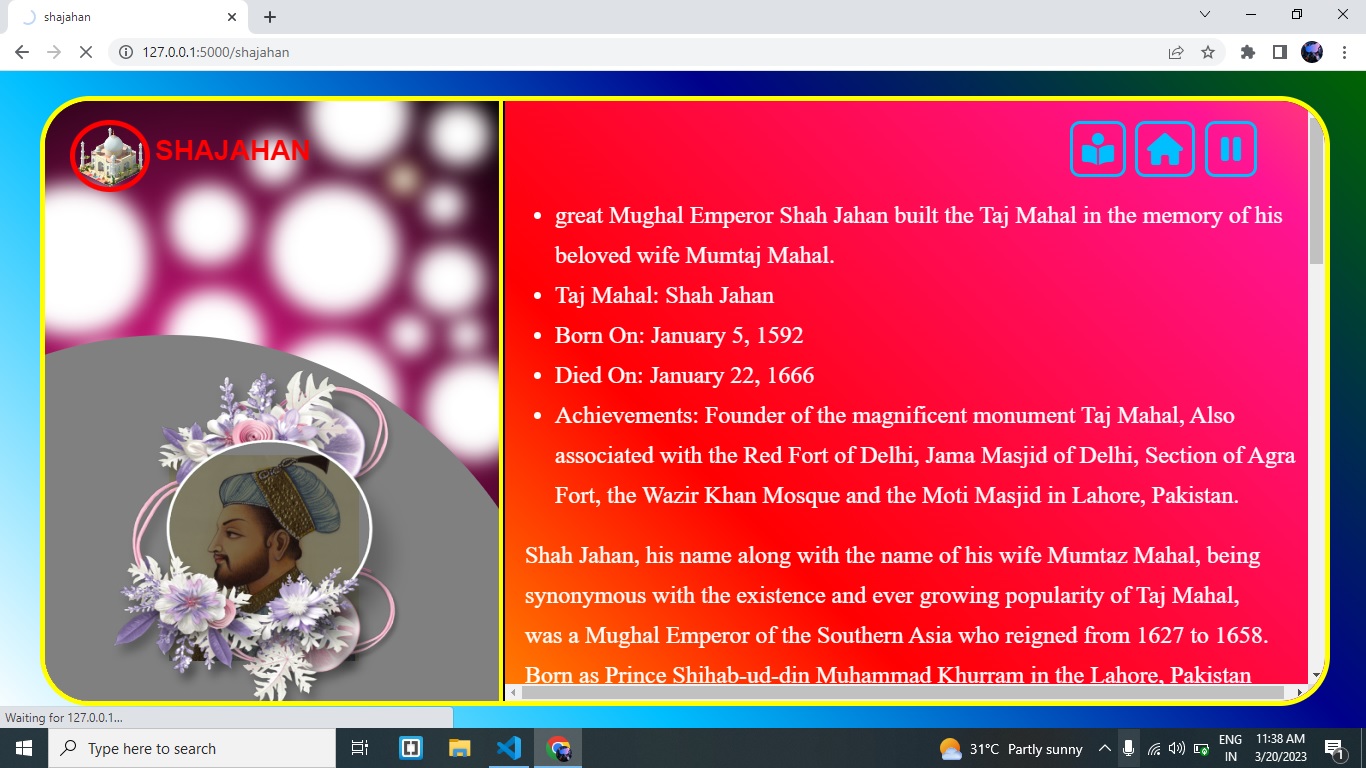 shajahan
127.0.0.1:5000/shajahan
SHAJAHAN
• great Mughal Emperor Shah Jahan built the Taj Mahal in the memory of his
beloved wife Mumtaj Mahal.
• Taj Mahal: Shah Jahan
• Born On: January 5, 1592
• Died On: January 22, 1666
• Achievements: Founder of the magnificent monument Taj Mahal, Also
associated with the Red Fort of Delhi, Jama Masjid of Delhi, Section of Agra
Fort, the Wazir Khan Mosque and the Moti Masjid in Lahore, Pakistan.
Shah Jahan, his name along with the name of his wife Mumtaz Mahal, being
synonymous with the existence and ever growing popularity of Taj Mahal,
was a Mughal Emperor of the Southern Asia who reigned from 1627 to 1658.
Born as Prince Shihab-ud-din Muhammad Khurram in the Lahore, Pakistan
Waiting for 127.0.0.1...
Type here to search
31°C Partly sunny
ENG
IN
11:38 AM
3/20/2023
1